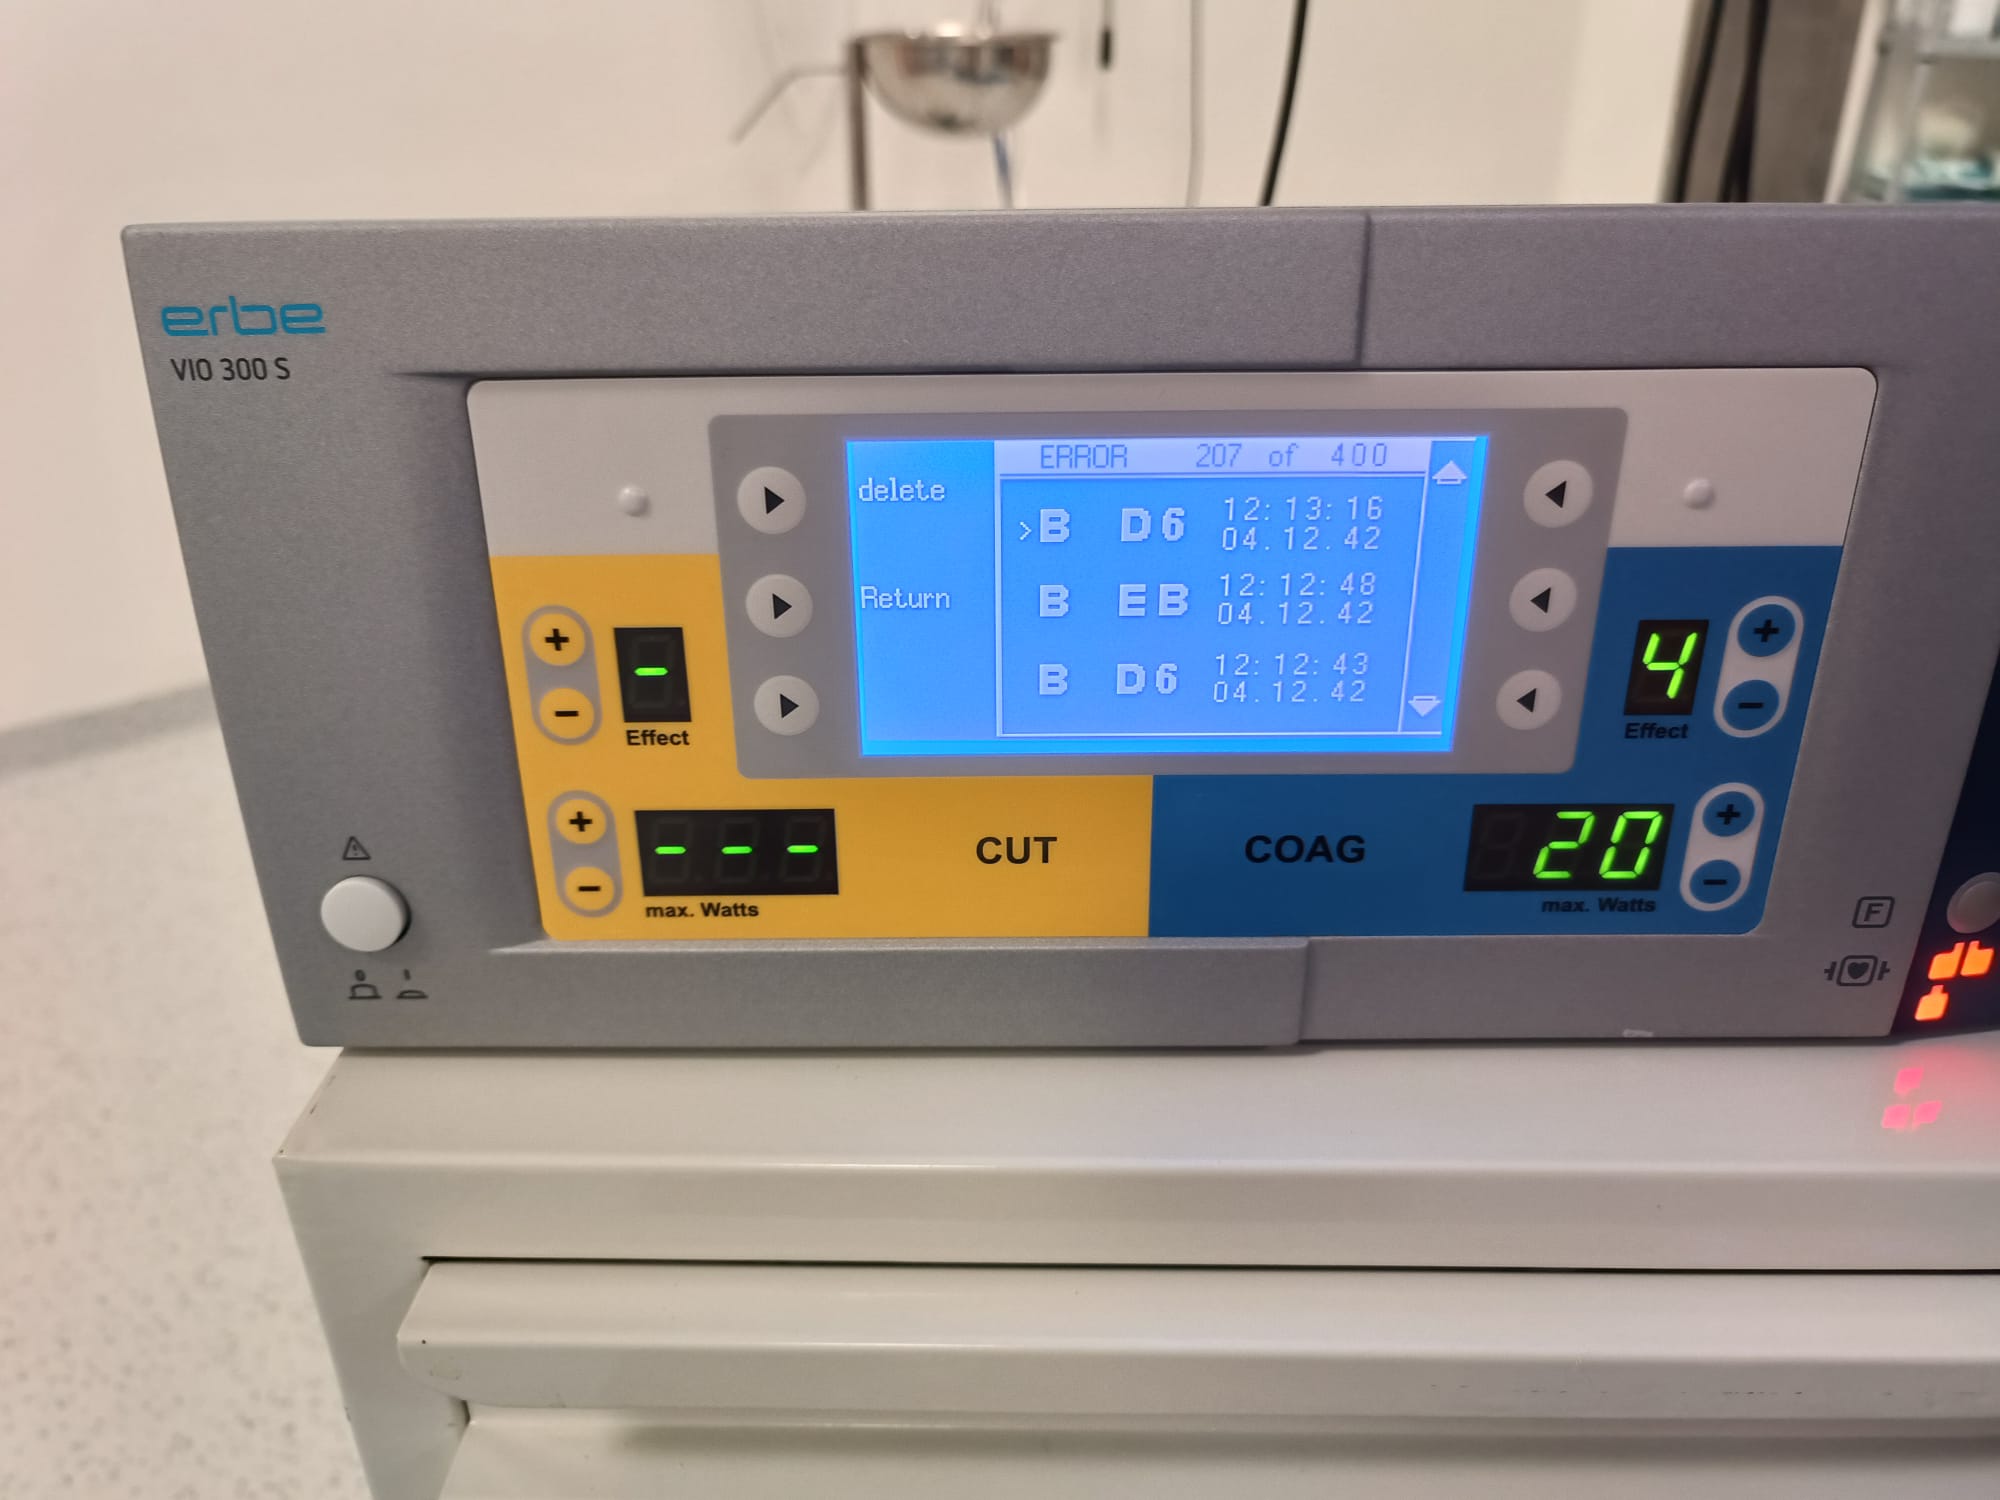 erbe
VIO 300 S
ERROR 207 of 400
delete
>B D6 12:13:16
04.12.42
Return
B EB 12:12:48
04.12.42
B D6 12:12:43
04.12.42
+
-
-
Effect
4
Effect
+
-
+
-
---
max. Watts
CUT
COAG
20
max. Watts
+
-
F
0 I